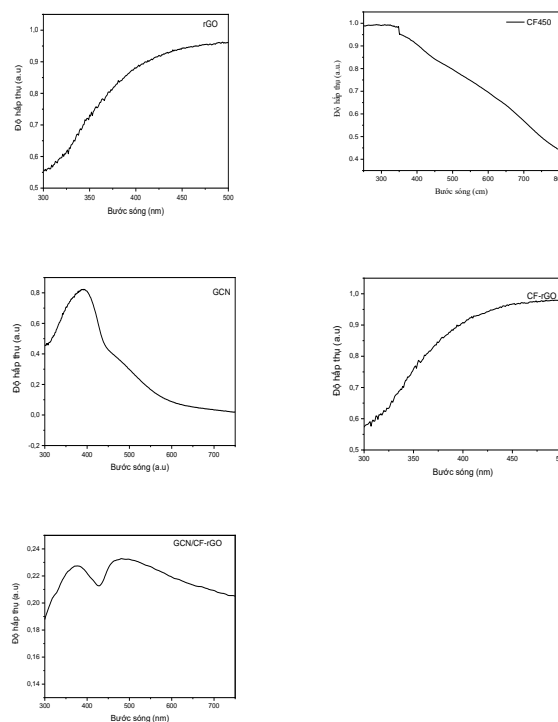 rGO
Độ hấp thụ (a.u)
1,0
0,9
0,8
0,7
0,6
0,5
300 350 400 450 500
Bước sóng (nm)
CF450
Độ hấp thụ (a.u.)
1.0
0.9
0.8
0.7
0.6
0.5
0.4
300 400 500 600 700 800
Bước sóng (cm)
GCN
Độ hấp thụ (a.u)
0,8
0,6
0,4
0,2
0,0
-0,2
300 400 500 600 700
Bước sóng (a.u)
CF-rGO
Độ hấp thụ (a.u)
1,0
0,9
0,8
0,7
0,6
0,5
300 350 400 450 500
Bước sóng (nm)
GCN/CF-rGO
Độ hấp thụ (a.u)
0,24
0,22
0,20
0,18
0,16
0,14
300 400 500 600 700
Bước sóng (nm)